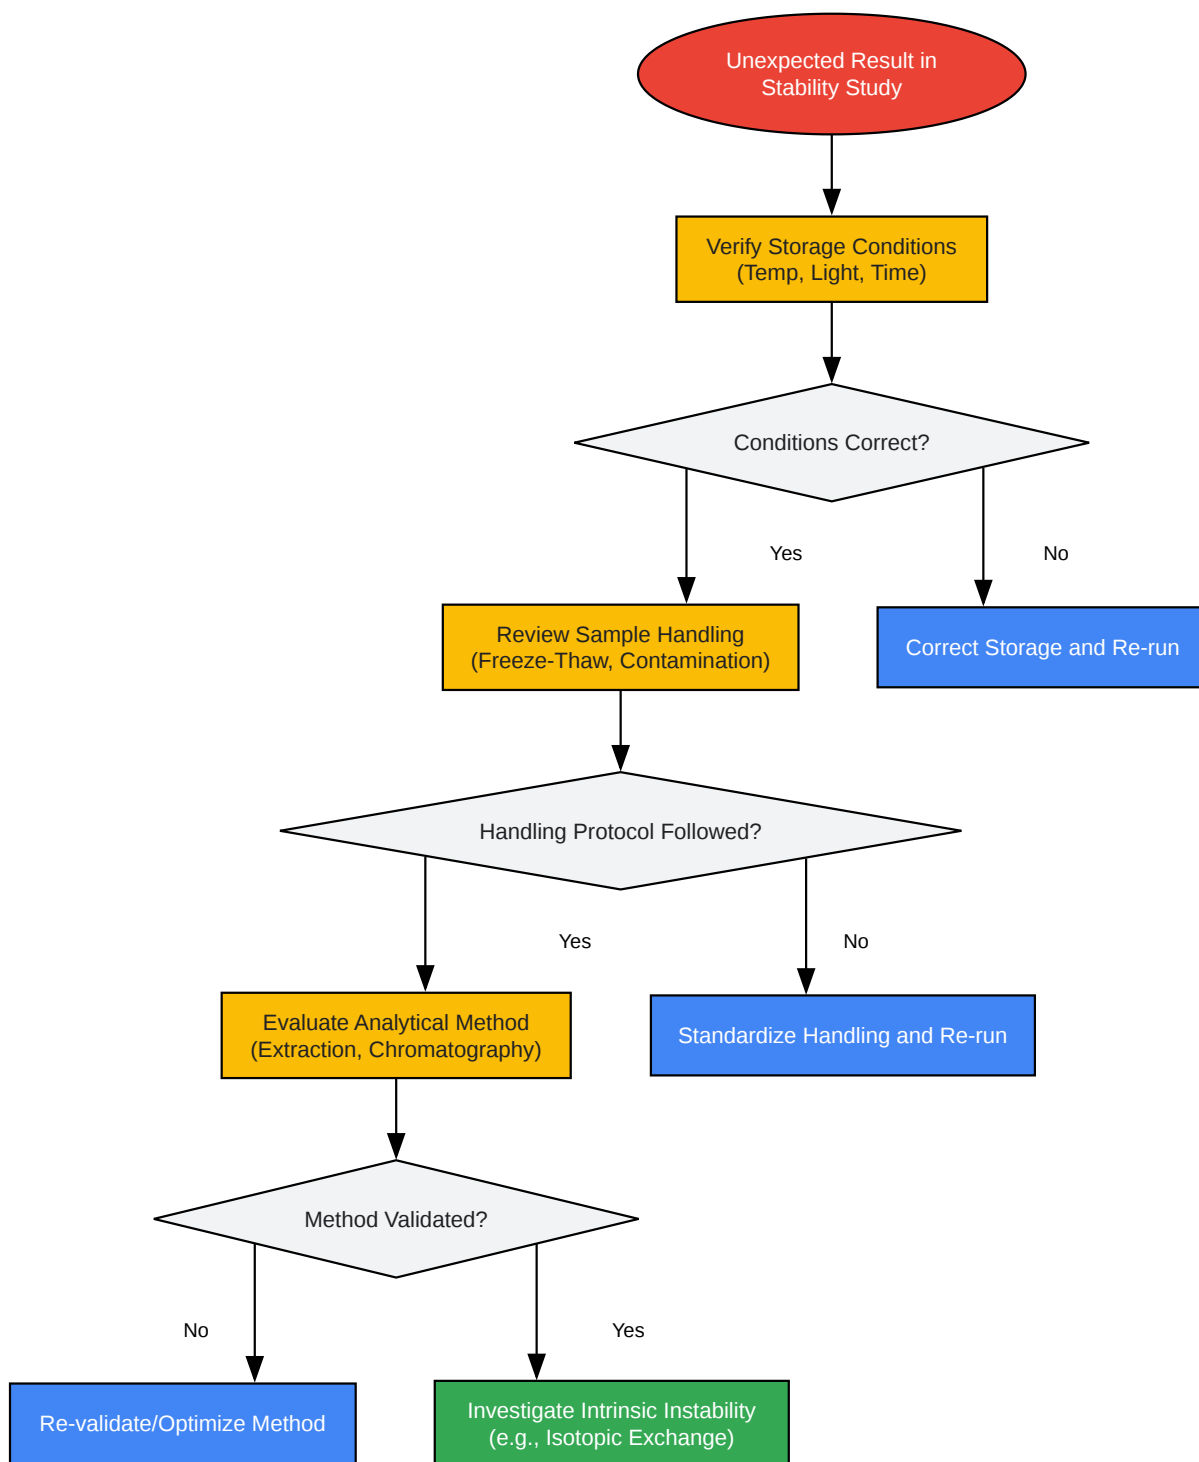 Unexpected Result in
Stability Study
Verify Storage Conditions
(Temp, Light, Time)
Conditions Correct?
Yes
No
Review Sample Handling
(Freeze-Thaw, Contamination)
Correct Storage and Re-run
Handling Protocol Followed?
Yes
No
Evaluate Analytical Method
(Extraction, Chromatography)
Standardize Handling and Re-run
Method Validated?
No
Yes
Re-validate/Optimize Method
Investigate Intrinsic Instability
(e.g., Isotopic Exchange)